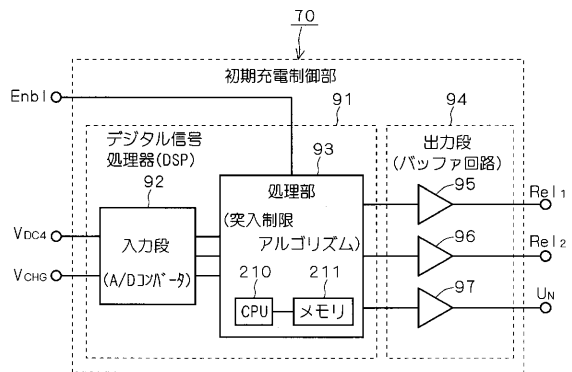 70
初期充電制御部
Enbl
91
94
デジタル信号
処理器(DSP)
92
93
出力段
(バッファ回路)
処理部
95
Rel1
VDC4
入力段
(突入制限
アルゴリズム)
96
Rel2
VCHG
(A/Dコンバータ)
210
211
97
UN
CPU
メモリ